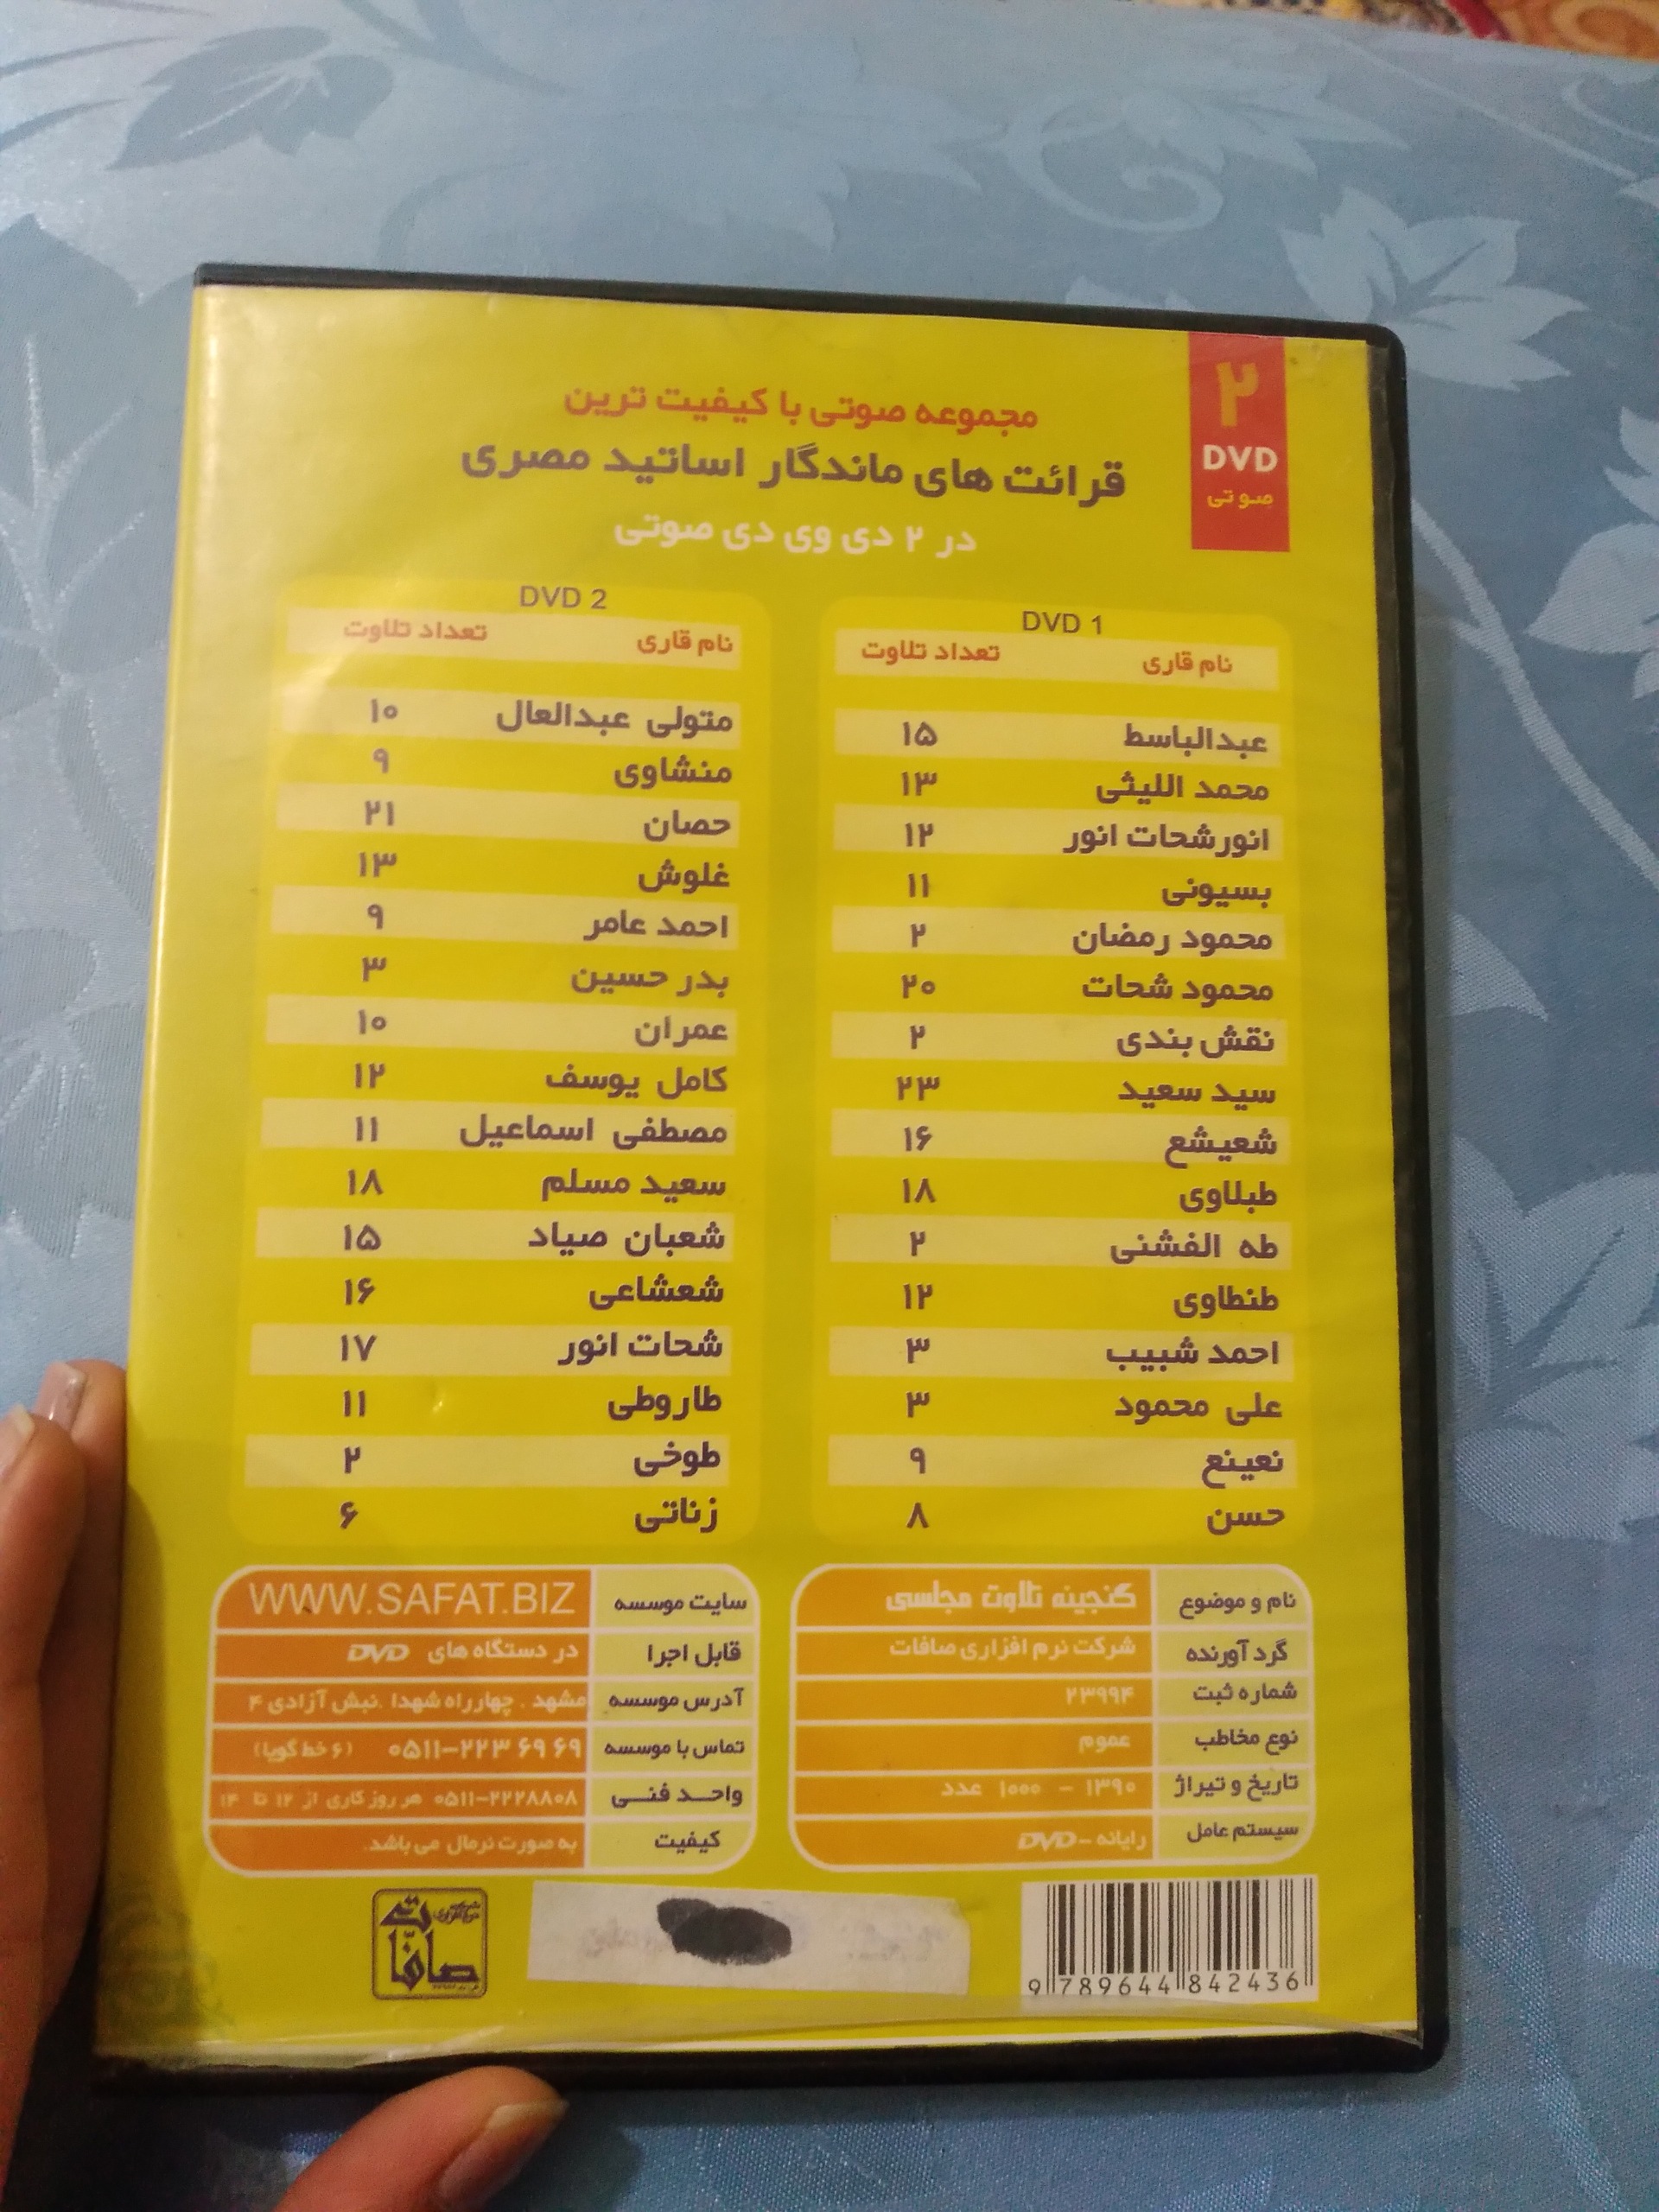 ۲
DVD
صوتی
مجموعه صوتی با کیفیت ترین
قرائت های ماندگار اساتید مصری
در ۲ دی وی دی صوتی
DVD 1
نام قاری تعداد تلاوت
عبدالباسط ۱۵
محمد اللیثی ۱۳
انورشحات انور ۱۲
بسیونی ۱۱
محمود رمضان ۲
محمود شحات ۲۰
نقش بندی ۲
سید سعید ۲۳
شعیشع ۱۶
طبلاوی ۱۸
طه الفشنی ۲
طنطاوی ۱۲
احمد شبیب ۳
علی محمود ۳
نعینع ۹
حسن ۸
DVD 2
نام قاری تعداد تلاوت
متولی عبدالعال ۱۰
منشاوی ۹
حصان ۲۱
غلوش ۱۳
احمد عامر ۹
بدر حسین ۳
عمران ۱۰
کامل یوسف ۱۲
مصطفی اسماعیل ۱۱
سعید مسلم ۱۸
شعبان صیاد ۱۵
شعشاعی ۱۶
شحات انور ۱۷
طاروطی ۱۱
طوخی ۲
زناتی ۶
نام و موضوع گنجینه تلاوت مجلسی
گردآورنده شرکت نرم افزاری صافات
شماره ثبت ۲۳۹۹۴
نوع مخاطب عموم
تاریخ و تیراژ ۱۳۹۰ - ۱۰۰۰ عدد
سیستم عامل رایانه-DVD
سایت موسسه WWW.SAFAT.BIZ
قابل اجرا در دستگاه های DVD
آدرس موسسه مشهد . چهارراه شهدا .نبش آزادی ۴
تماس با موسسه ۰۵۱۱-۲۲۳ ۶۹ ۶۹ (۶ خط گویا)
واحد فنی ۰۵۱۱-۲۲۲۸۸۰۸ هر روز کاری از ۱۲ تا ۱۴
کیفیت به صورت نرمال می باشد.
9 789644 842436
صافات